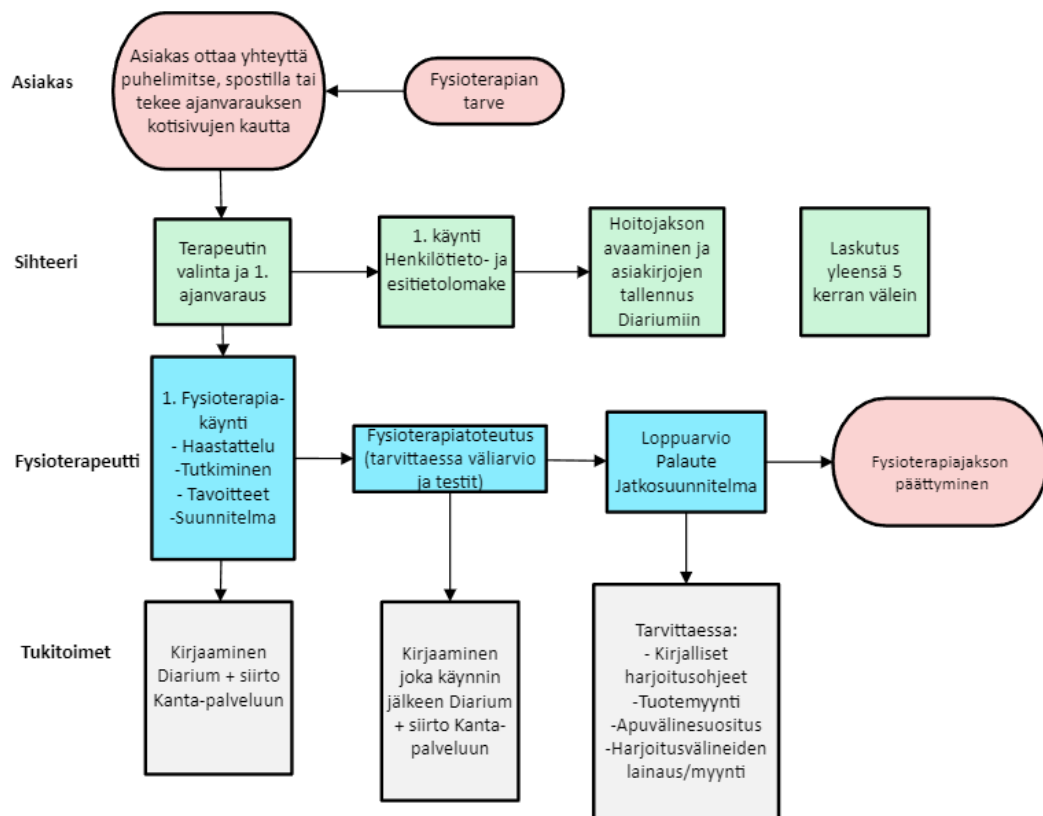 Asiakas
Asiakas ottaa yhteyttä
puhelimitse, spostilla tai
tekee ajanvarauksen
kotisivujen kautta
Fysioterapian
tarve
Sihteeri
Terapeutin
valinta ja 1.
ajanvaraus
1. käynti
Henkilötieto- ja
esitietolomake
Hoitojakson
avaaminen ja
asiakirjojen
tallennus
Diariumiin
Laskutus
yleensä 5
kerran välein
Fysioterapeutti
1. Fysioterapia-
käynti
- Haastattelu
-Tutkiminen
- Tavoitteet
-Suunnitelma
Fysioterapiatoteutus
(tarvittaessa väliarvio
ja testit)
Loppuarvio
Palaute
Jatkosuunnitelma
Fysioterapiajakson
päättyminen
Tukitoimet
Kirjaaminen
Diarium + siirto
Kanta-palveluun
Kirjaaminen
joka käynnin
jälkeen Diarium
+ siirto Kanta-
palveluun
Tarvittaessa:
- Kirjalliset
harjoitusohjeet
-Tuotemyynti
-Apuvälinesuositus
-Harjoitusvälineiden
lainaus/myynti